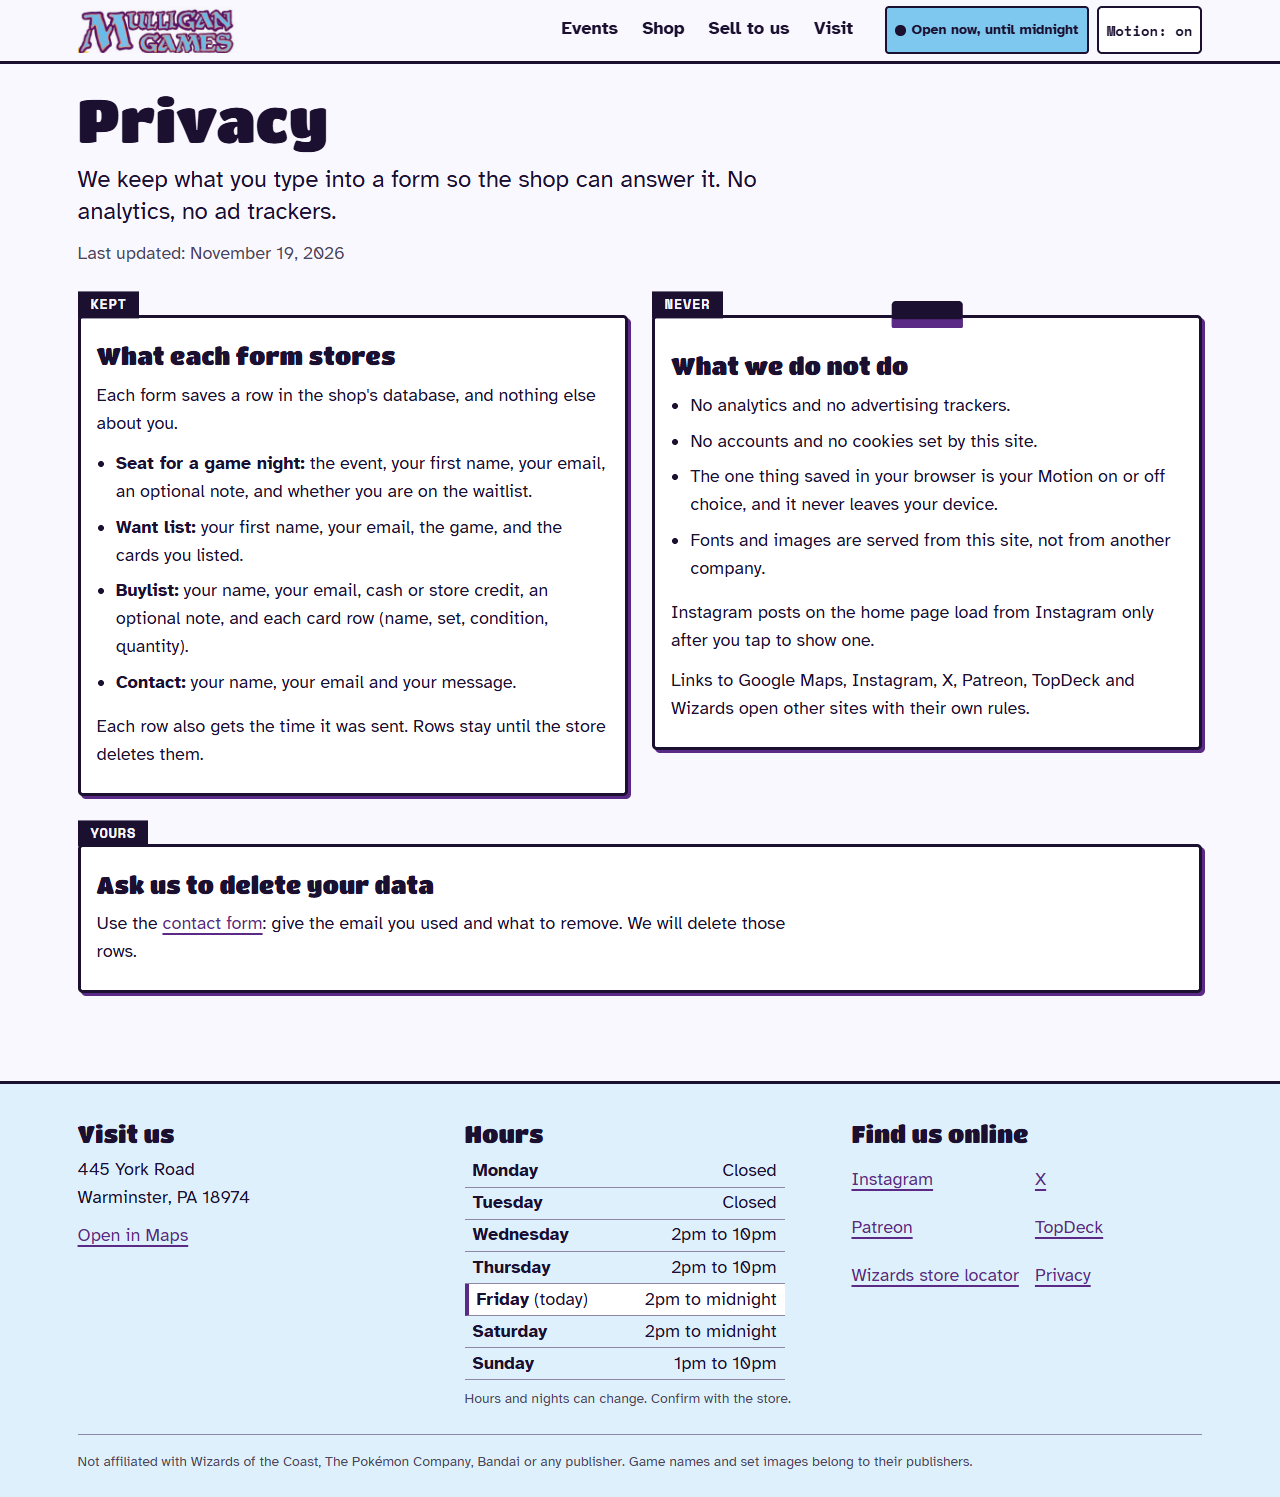 MULLIGAN
GAMES
Events
Shop
Sell to us
Visit
Open now, until midnight
Motion: on
Privacy
We keep what you type into a form so the shop can answer it. No
analytics, no ad trackers.
Last updated: November 19, 2026
KEPT
What each form stores
Each form saves a row in the shop's database, and nothing else
about you.
• Seat for a game night: the event, your first name, your email,
an optional note, and whether you are on the waitlist.
• Want list: your first name, your email, the game, and the
cards you listed.
• Buylist: your name, your email, cash or store credit, an
optional note, and each card row (name, set, condition,
quantity).
• Contact: your name, your email and your message.
Each row also gets the time it was sent. Rows stay until the store
deletes them.
NEVER
What we do not do
• No analytics and no advertising trackers.
• No accounts and no cookies set by this site.
• The one thing saved in your browser is your Motion on or off
choice, and it never leaves your device.
• Fonts and images are served from this site, not from another
company.
Instagram posts on the home page load from Instagram only
after you tap to show one.
Links to Google Maps, Instagram, X, Patreon, TopDeck and
Wizards open other sites with their own rules.
YOURS
Ask us to delete your data
Use the contact form: give the email you used and what to remove. We will delete those
rows.
Visit us
445 York Road
Warminster, PA 18974
Open in Maps
Hours
Monday Closed
Tuesday Closed
Wednesday 2pm to 10pm
Thursday 2pm to 10pm
Friday (today) 2pm to midnight
Saturday 2pm to midnight
Sunday 1pm to 10pm
Hours and nights can change. Confirm with the store.
Find us online
Instagram X
Patreon TopDeck
Wizards store locator Privacy
Not affiliated with Wizards of the Coast, The Pokémon Company, Bandai or any publisher. Game names and set images belong to their publishers.